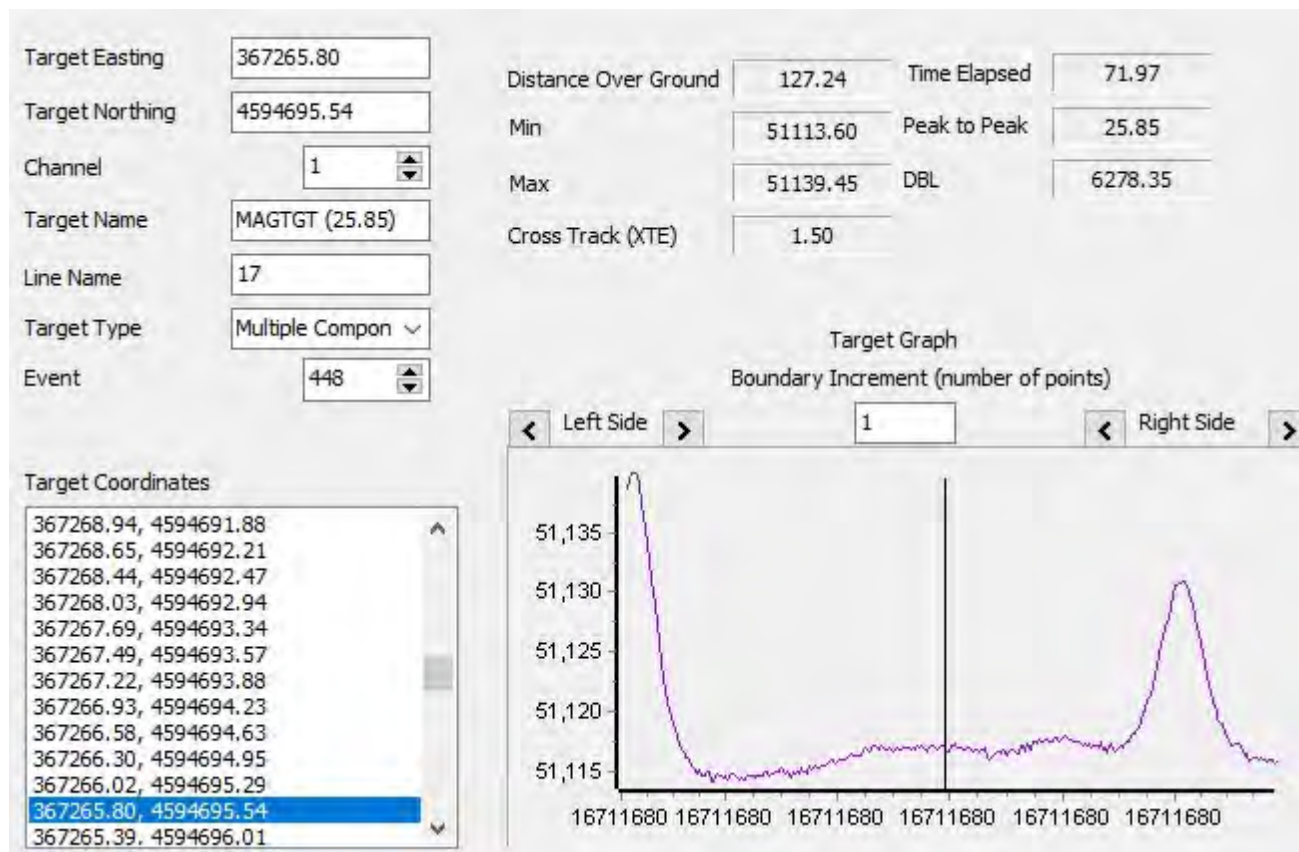 Target Easting 367265.80
Target Northing 4594695.54
Channel 1
Target Name MAGTGT (25.85)
Line Name 17
Target Type Multiple Compon
Event 448
Distance Over Ground 127.24 Time Elapsed 71.97
Min 51113.60 Peak to Peak 25.85
Max 51139.45 DBL 6278.35
Cross Track (XTE) 1.50
Target Graph
Boundary Increment (number of points)
Left Side 1 Right Side
Target Coordinates
367268.94, 4594691.88
367268.65, 4594692.21
367268.44, 4594692.47
367268.03, 4594692.94
367267.69, 4594693.34
367267.49, 4594693.57
367267.22, 4594693.88
367266.93, 4594694.23
367266.58, 4594694.63
367266.30, 4594694.95
367266.02, 4594695.29
367265.80, 4594695.54
367265.39, 4594696.01
51,135
51,130
51,125
51,120
51,115
16711680 16711680 16711680 16711680 16711680 16711680